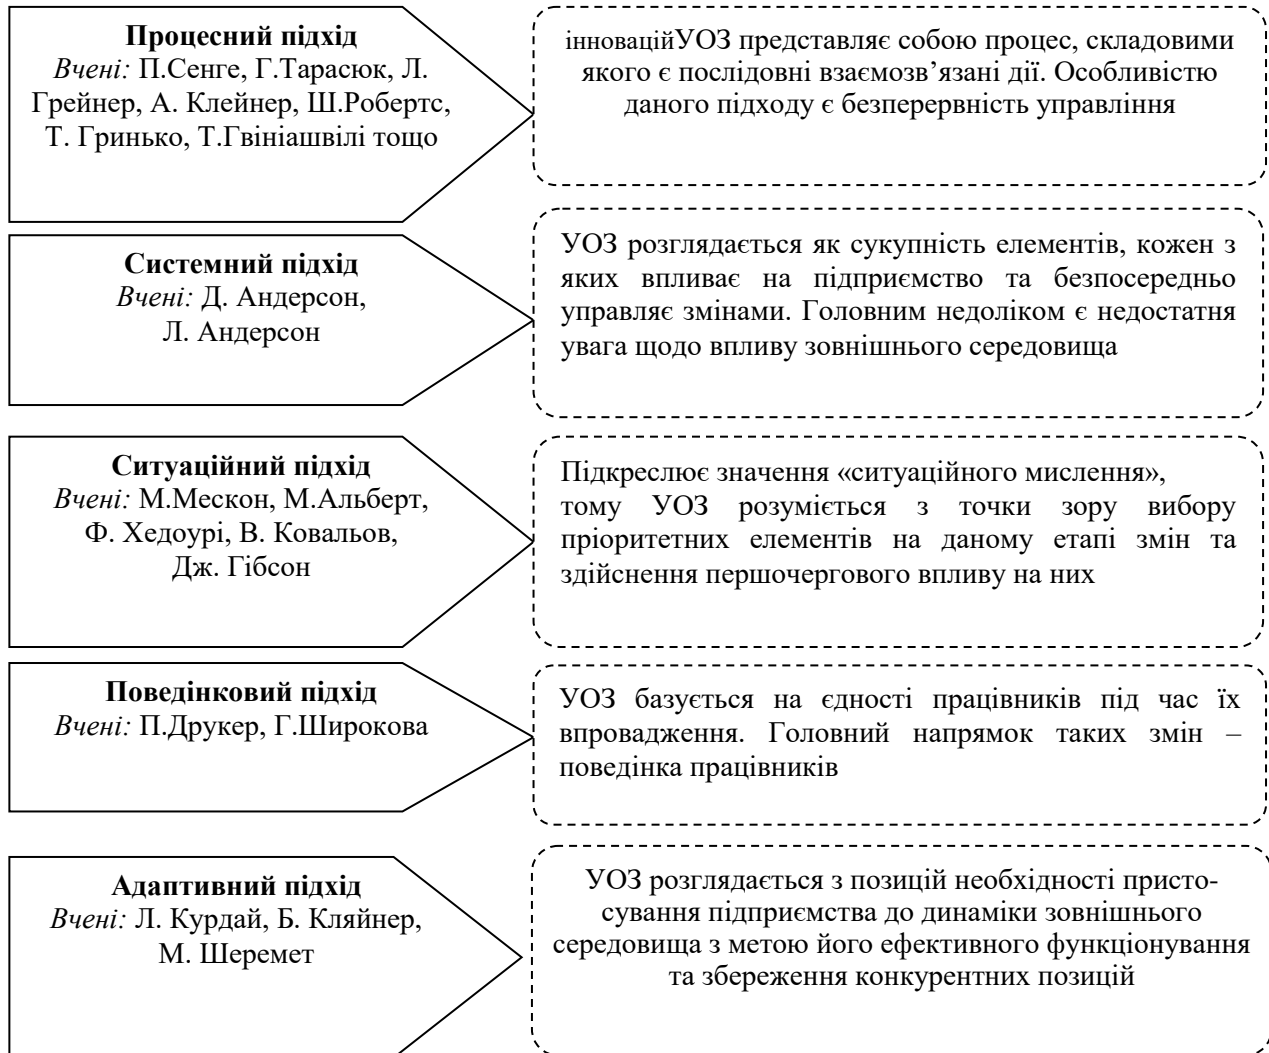 Процесний підхід
Вчені: П.Сенге, Г.Тарасюк, Л.
Грейнер, А. Клейнер, Ш.Робертс,
Т. Гринько, Т.Гвініашвілі тощо
інноваційУОЗ представляє собою процес, складовими
якого є послідовні взаємозв’язані дії. Особливістю
даного підходу є безперервність управління
Системний підхід
Вчені: Д. Андерсон,
Л. Андерсон
УОЗ розглядається як сукупність елементів, кожен з
яких впливає на підприємство та безпосередньо
управляє змінами. Головним недоліком є недостатня
увага щодо впливу зовнішнього середовища
Ситуаційний підхід
Вчені: М.Мескон, М.Альберт,
Ф. Хедоурі, В. Ковальов,
Дж. Гібсон
Підкреслює значення «ситуаційного мислення»,
тому УОЗ розуміється з точки зору вибору
пріоритетних елементів на даному етапі змін та
здійснення першочергового впливу на них
Поведінковий підхід
Вчені: П.Друкер, Г.Широкова
УОЗ базується на єдності працівників під час їх
впровадження. Головний напрямок таких змін –
поведінка працівників
Адаптивний підхід
Вчені: Л. Курдай, Б. Кляйнер,
М. Шеремет
УОЗ розглядається з позицій необхідності присто-
сування підприємства до динаміки зовнішнього
середовища з метою його ефективного функціонування
та збереження конкурентних позицій